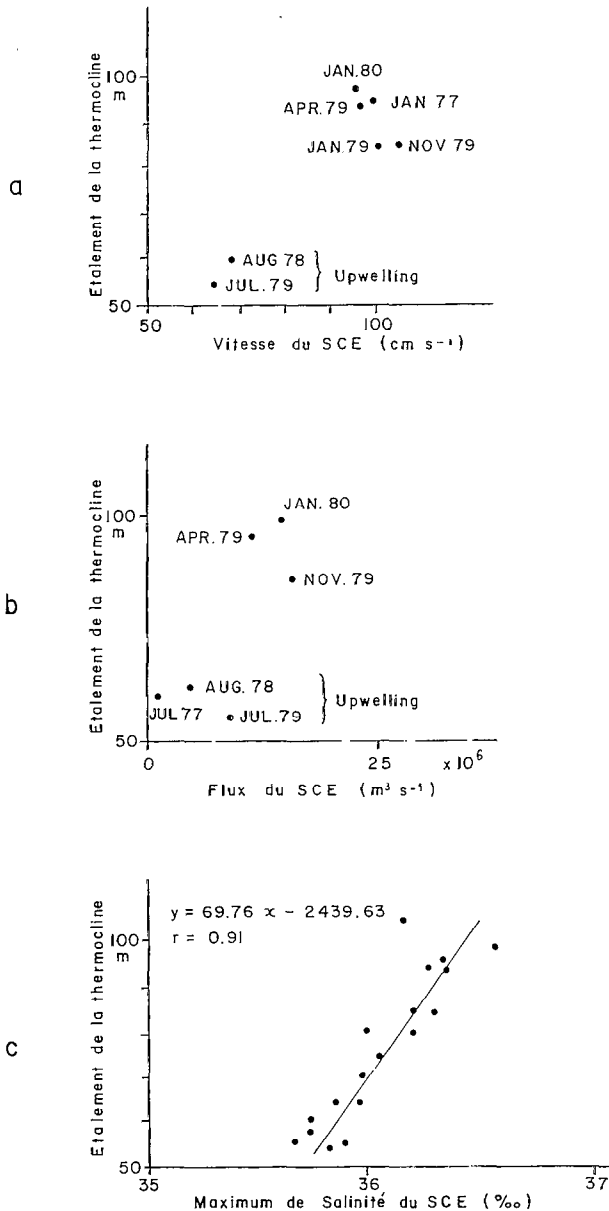 a
Etalement de la thermocline
100
m
50
JAN.80
APR.79
JAN 77
JAN.79
NOV 79
AUG 78
JUL.79
Upwelling
50
100
Vitesse du SCE (cm s⁻¹)
b
Etalement de la thermocline
100
m
50
JAN. 80
APR. 79
NOV. 79
AUG. 78
JUL 77
JUL. 79
Upwelling
0
25
x10⁶
Flux du SCE (m³ s⁻¹)
c
Etalement de la thermocline
100
m
50
y = 69.76 x - 2439.63
r = 0.91
35
36
37
Maximum de Salinité du SCE (‰)